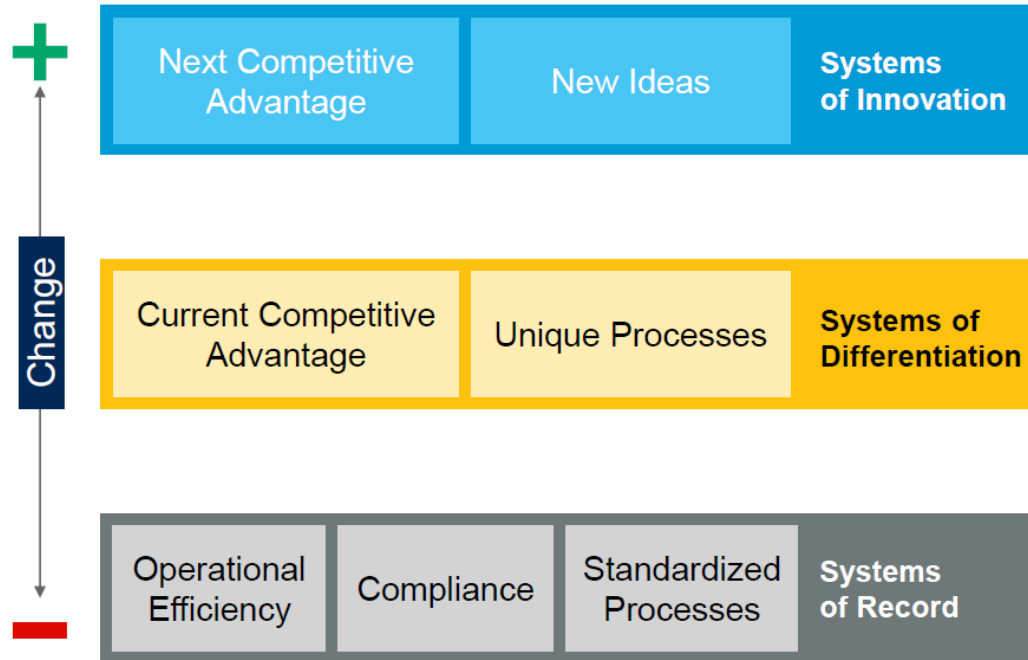 Next Competitive
Advantage
New Ideas
Systems
of Innovation
Change
Current Competitive
Advantage
Unique Processes
Systems of
Differentiation
Operational
Efficiency
Compliance
Standardized
Processes
Systems
of Record